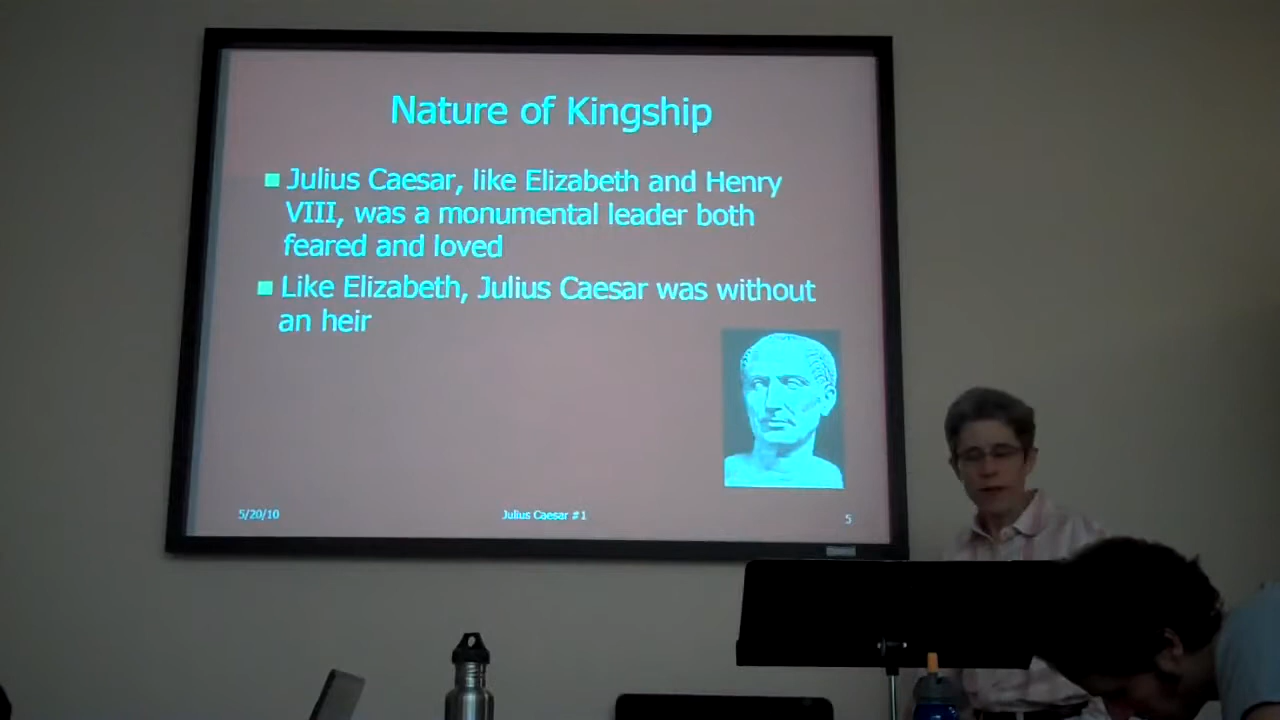 Nature of Kingship
Julius Caesar, like Elizabeth and Henry
VIII, was a monumental leader both
feared and loved
Like Elizabeth, Julius Caesar was without
an heir
5/20/10
Julius Caesar #1
5